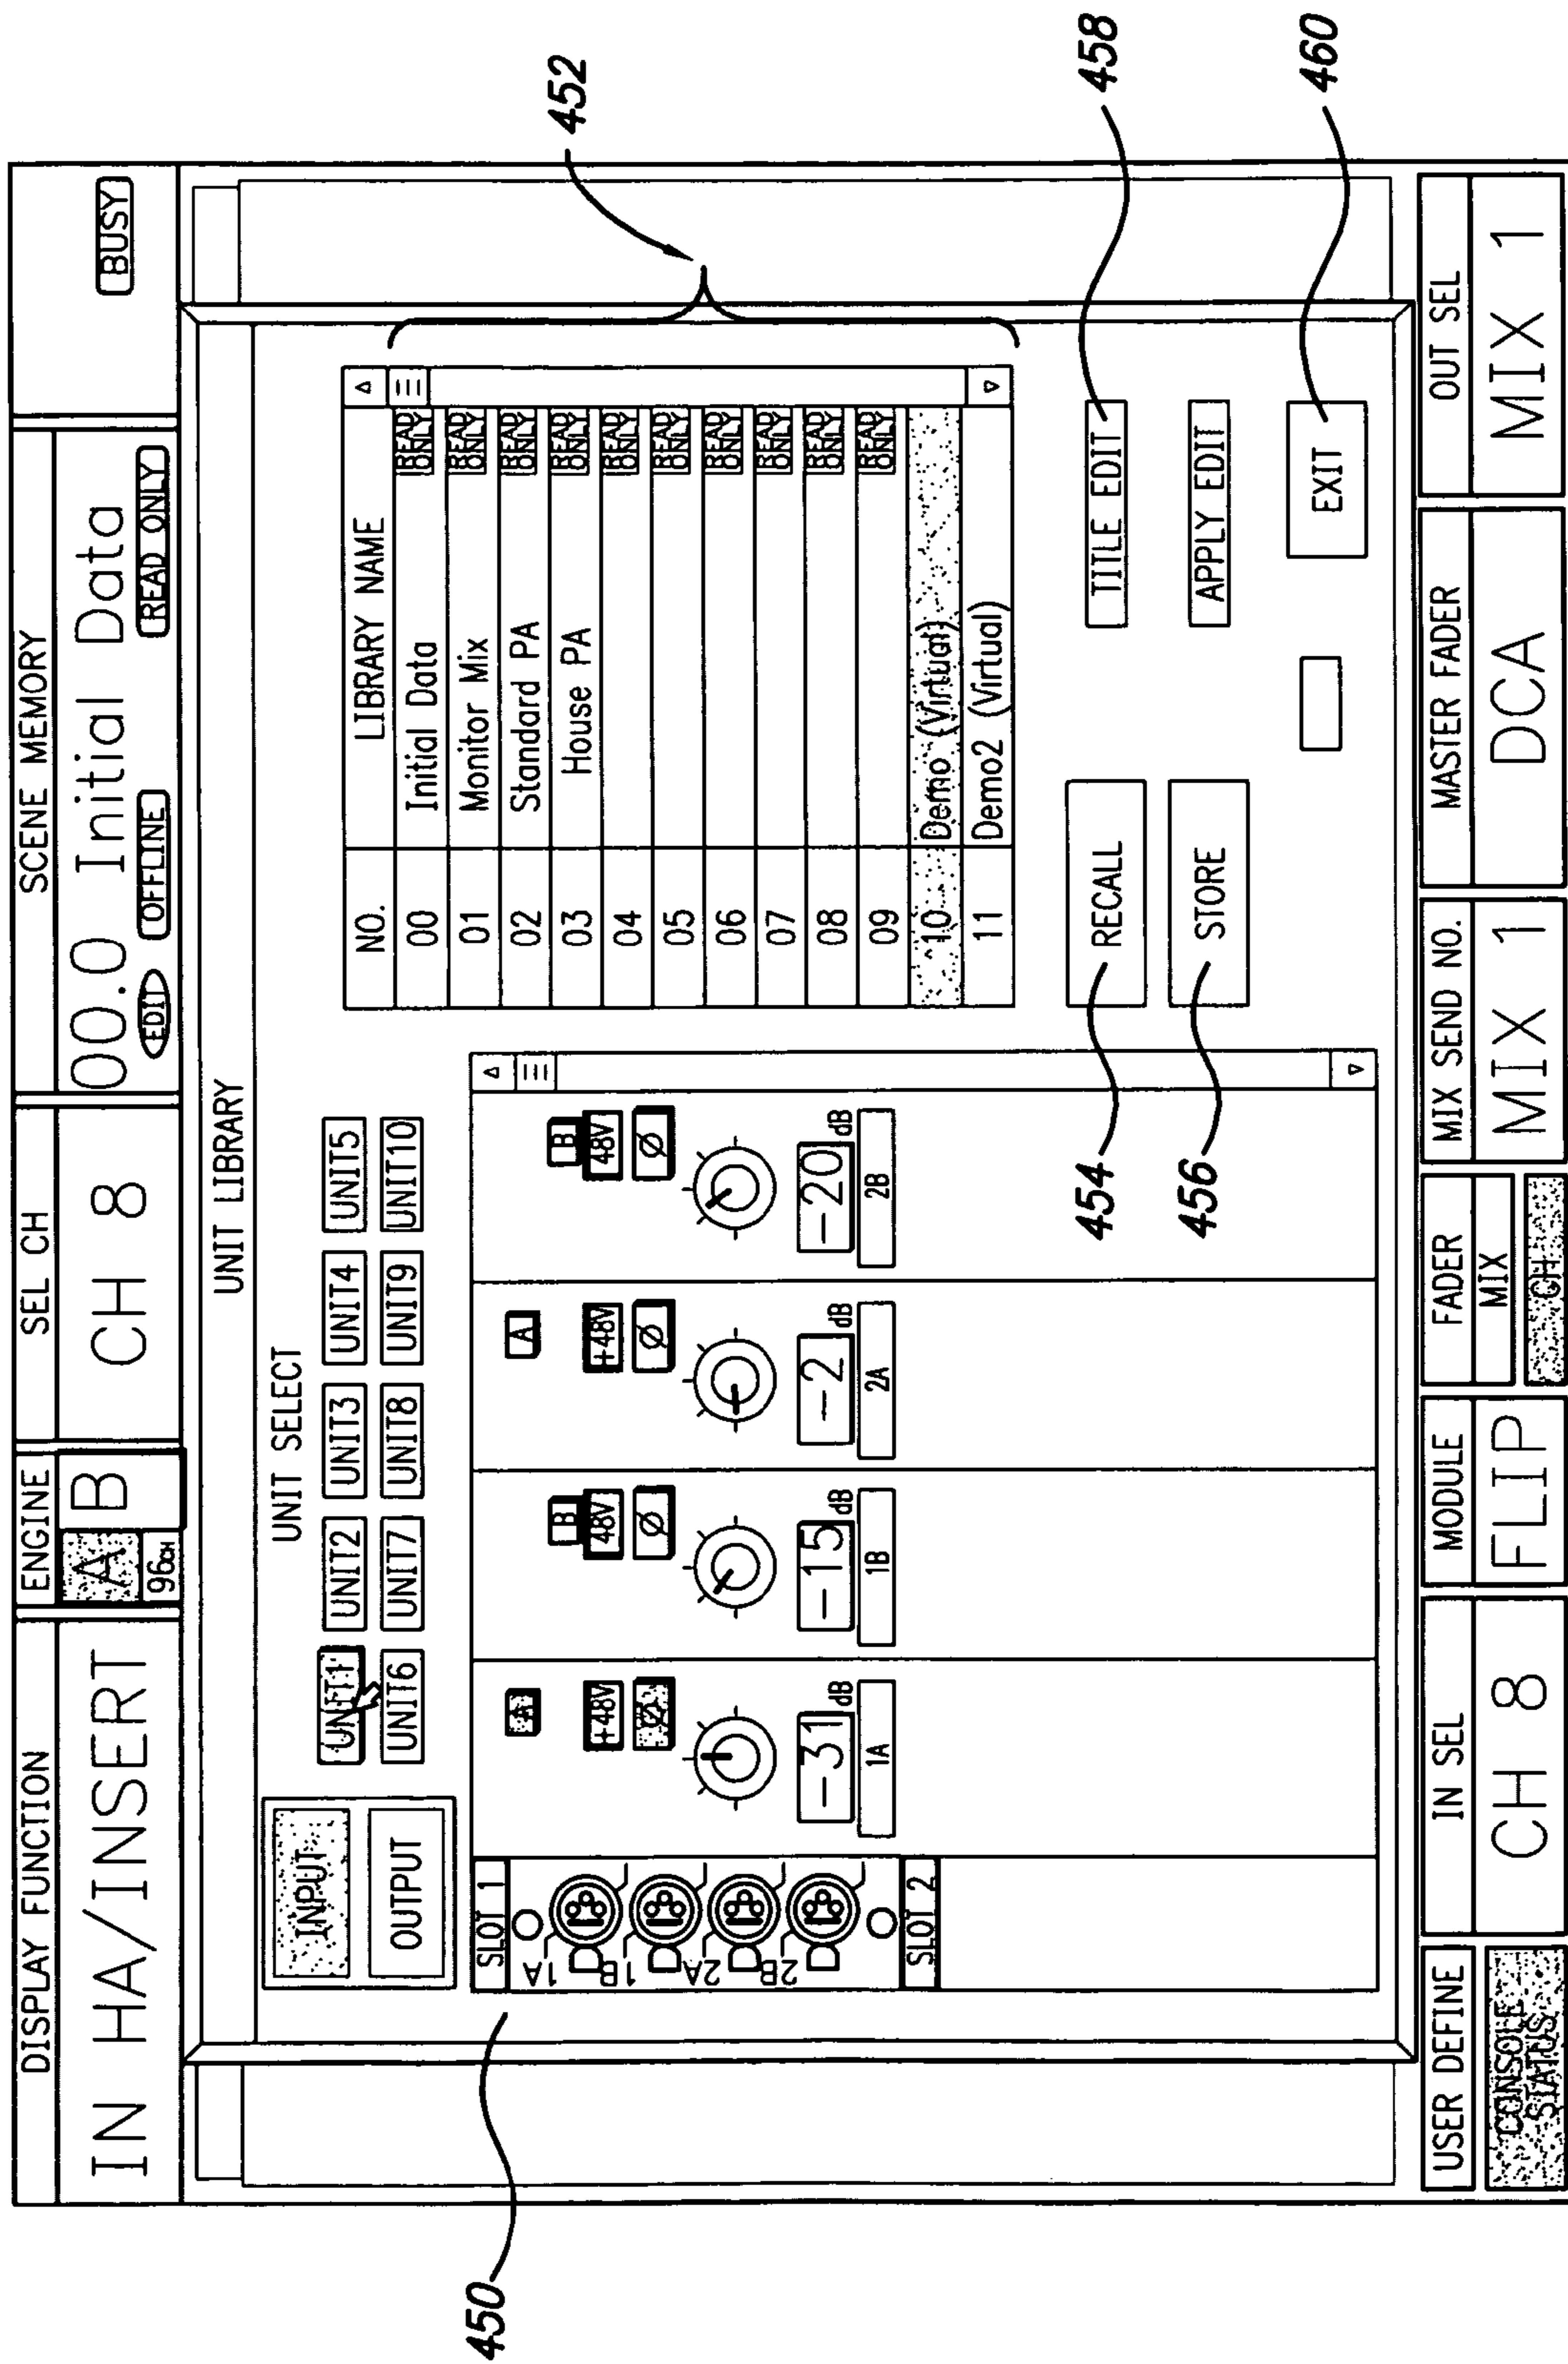 DISPLAY FUNCTION
IN HA/INSERT
ENGINE
A B
96CH
SEL CH
CH 8
SCENE MEMORY
00.0 Initial Data
EDIT OFFLINE READ ONLY
BUSY
UNIT LIBRARY
INPUT
OUTPUT
UNIT SELECT
UNIT1 UNIT2 UNIT3 UNIT4 UNIT5
UNIT6 UNIT7 UNIT8 UNIT9 UNIT10
450
SLOT 1
1A
1B
2A
2B
SLOT 2
A
+48V
Ø
-31 dB
1A
B
48V
Ø
-15 dB
1B
A
+48V
Ø
-2 dB
2A
B
48V
Ø
-20 dB
2B
NO. LIBRARY NAME
00 Initial Data READ ONLY
01 Monitor Mix READ ONLY
02 Standard PA READ ONLY
03 House PA READ ONLY
04 READ ONLY
05 READ ONLY
06 READ ONLY
07 READ ONLY
08 READ ONLY
09 READ ONLY
10 Demo (Virtual)
11 Demo2 (Virtual)
452
454 RECALL
TITLE EDIT 458
456 STORE
APPLY EDIT
EXIT 460
USER DEFINE
CONSOLE
STATUS
IN SEL
CH 8
MODULE
FLIP
FADER
MIX
CH
MIX SEND NO.
MIX 1
MASTER FADER
DCA
OUT SEL
MIX 1